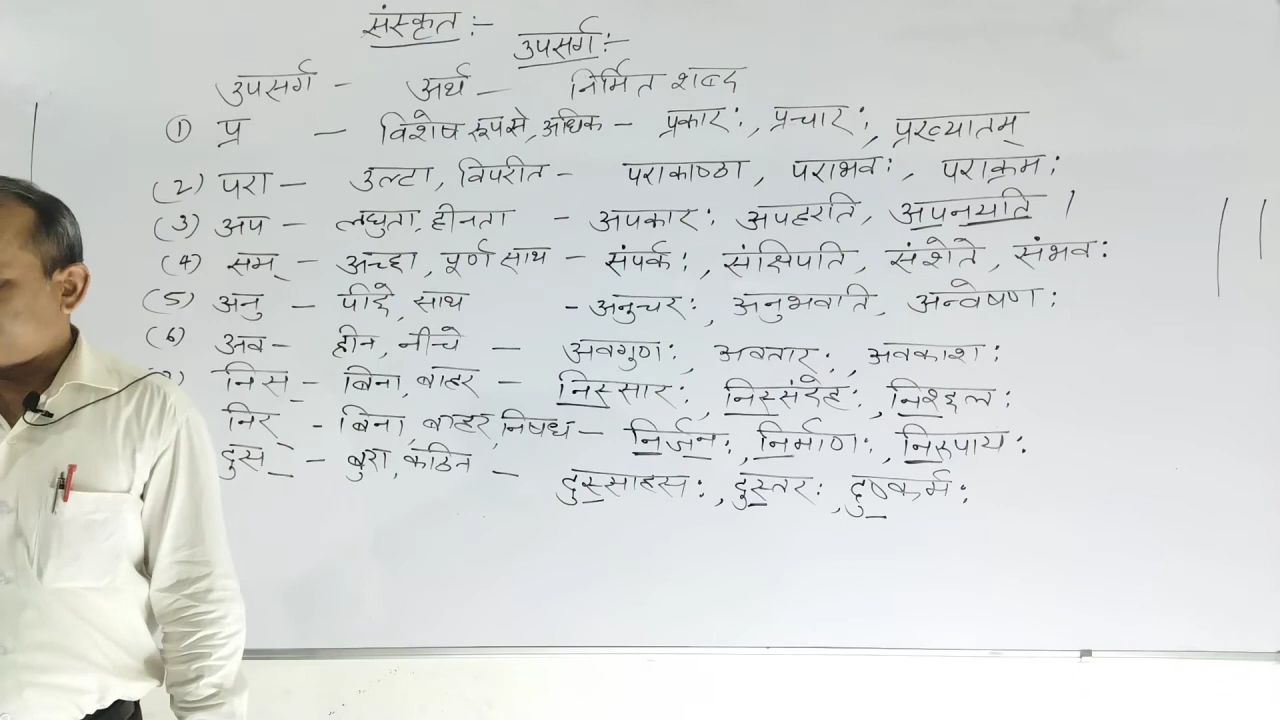 संस्कृत :-
उपसर्ग :-
उपसर्ग - अर्थ - निर्मित शब्द
① प्र - विशेष रूप से, अधिक - प्रकार:, प्रचार:, प्रख्यातम्
(2) परा - उल्टा, विपरीत - पराकाष्ठा, पराभव:, पराक्रम:
(3) अप - लघुता, हीनता - अपकार: अपहरति, अपनयति।
(4) सम् - अच्छा, पूर्ण साथ - संपर्क:, संक्षिपति, संशेते, संभव:
(5) अनु - पीछे, साथ - अनुचर:, अनुभवति, अन्वेषण:
(6) अव - हीन, नीचे - अवगुण:, अवतार:, अवकाश:
निस् - बिना, बाहर - निस्सार:, निस्संदेह:, निश्छल:
निर् - बिना, बाहर, निषध - निर्जन:, निर्माण:, निरूपाय:
दुस् - बुरा, कठिन - दुस्साहस:, दुस्तर:, दुष्कर्म: